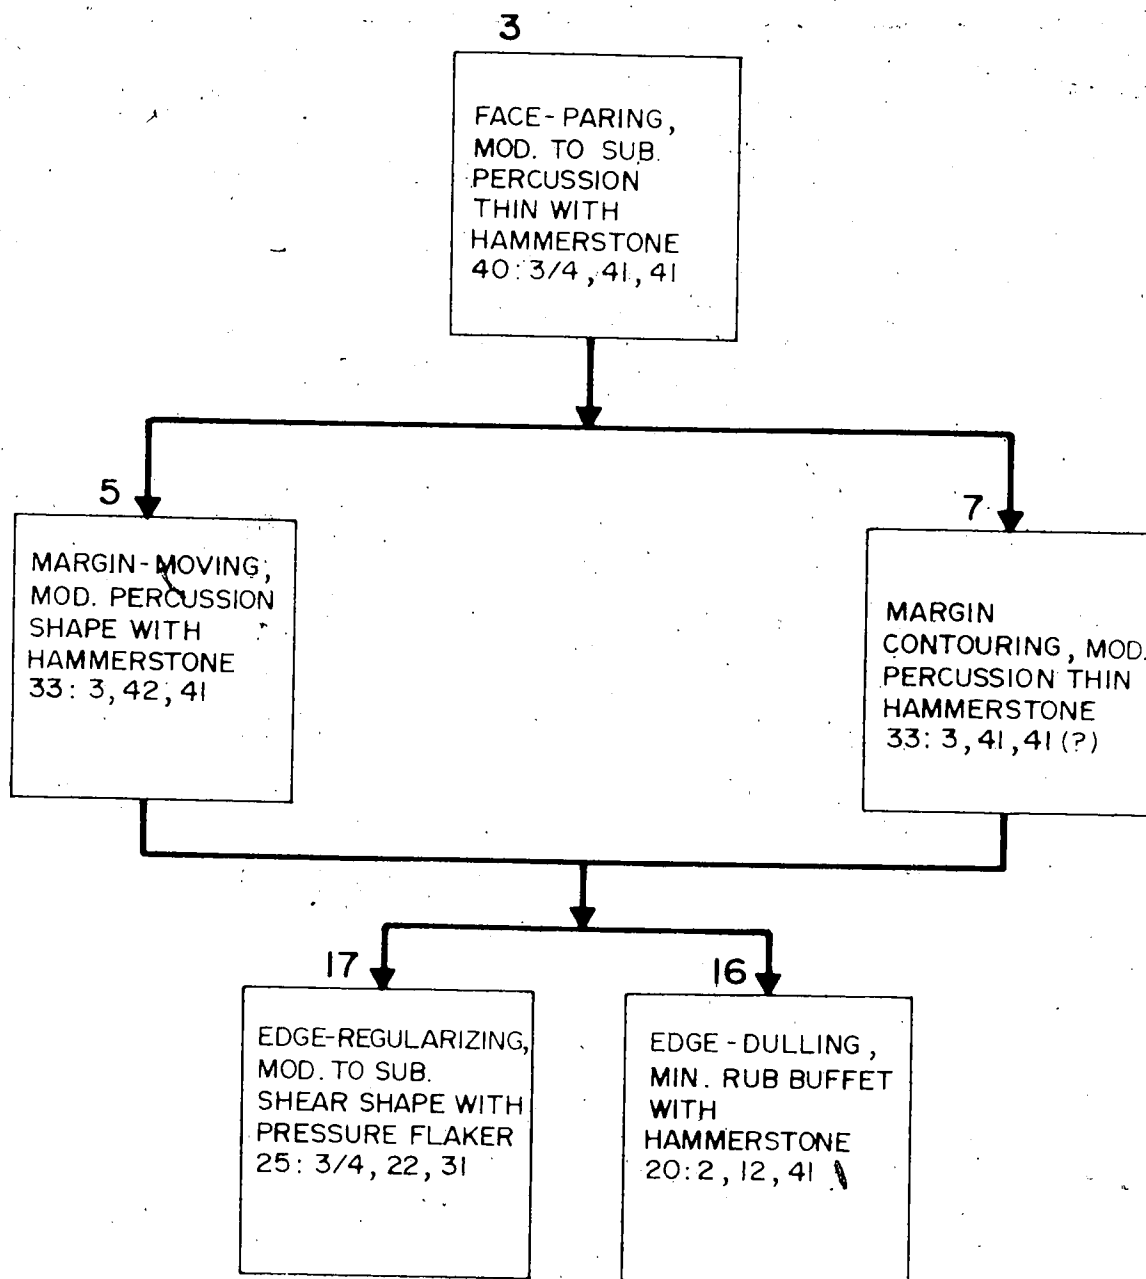 3
FACE-PARING,
MOD. TO SUB.
PERCUSSION
THIN WITH
HAMMERSTONE
40: 3/4, 41, 41
5
MARGIN-MOVING,
MOD. PERCUSSION
SHAPE WITH
HAMMERSTONE
33: 3, 42, 41
7
MARGIN
CONTOURING, MOD.
PERCUSSION THIN
HAMMERSTONE
33: 3, 41, 41 (?)
17
EDGE-REGULARIZING,
MOD. TO SUB.
SHEAR SHAPE WITH
PRESSURE FLAKER
25: 3/4, 22, 31
16
EDGE-DULLING,
MIN. RUB BUFFET
WITH
HAMMERSTONE
20: 2, 12, 41